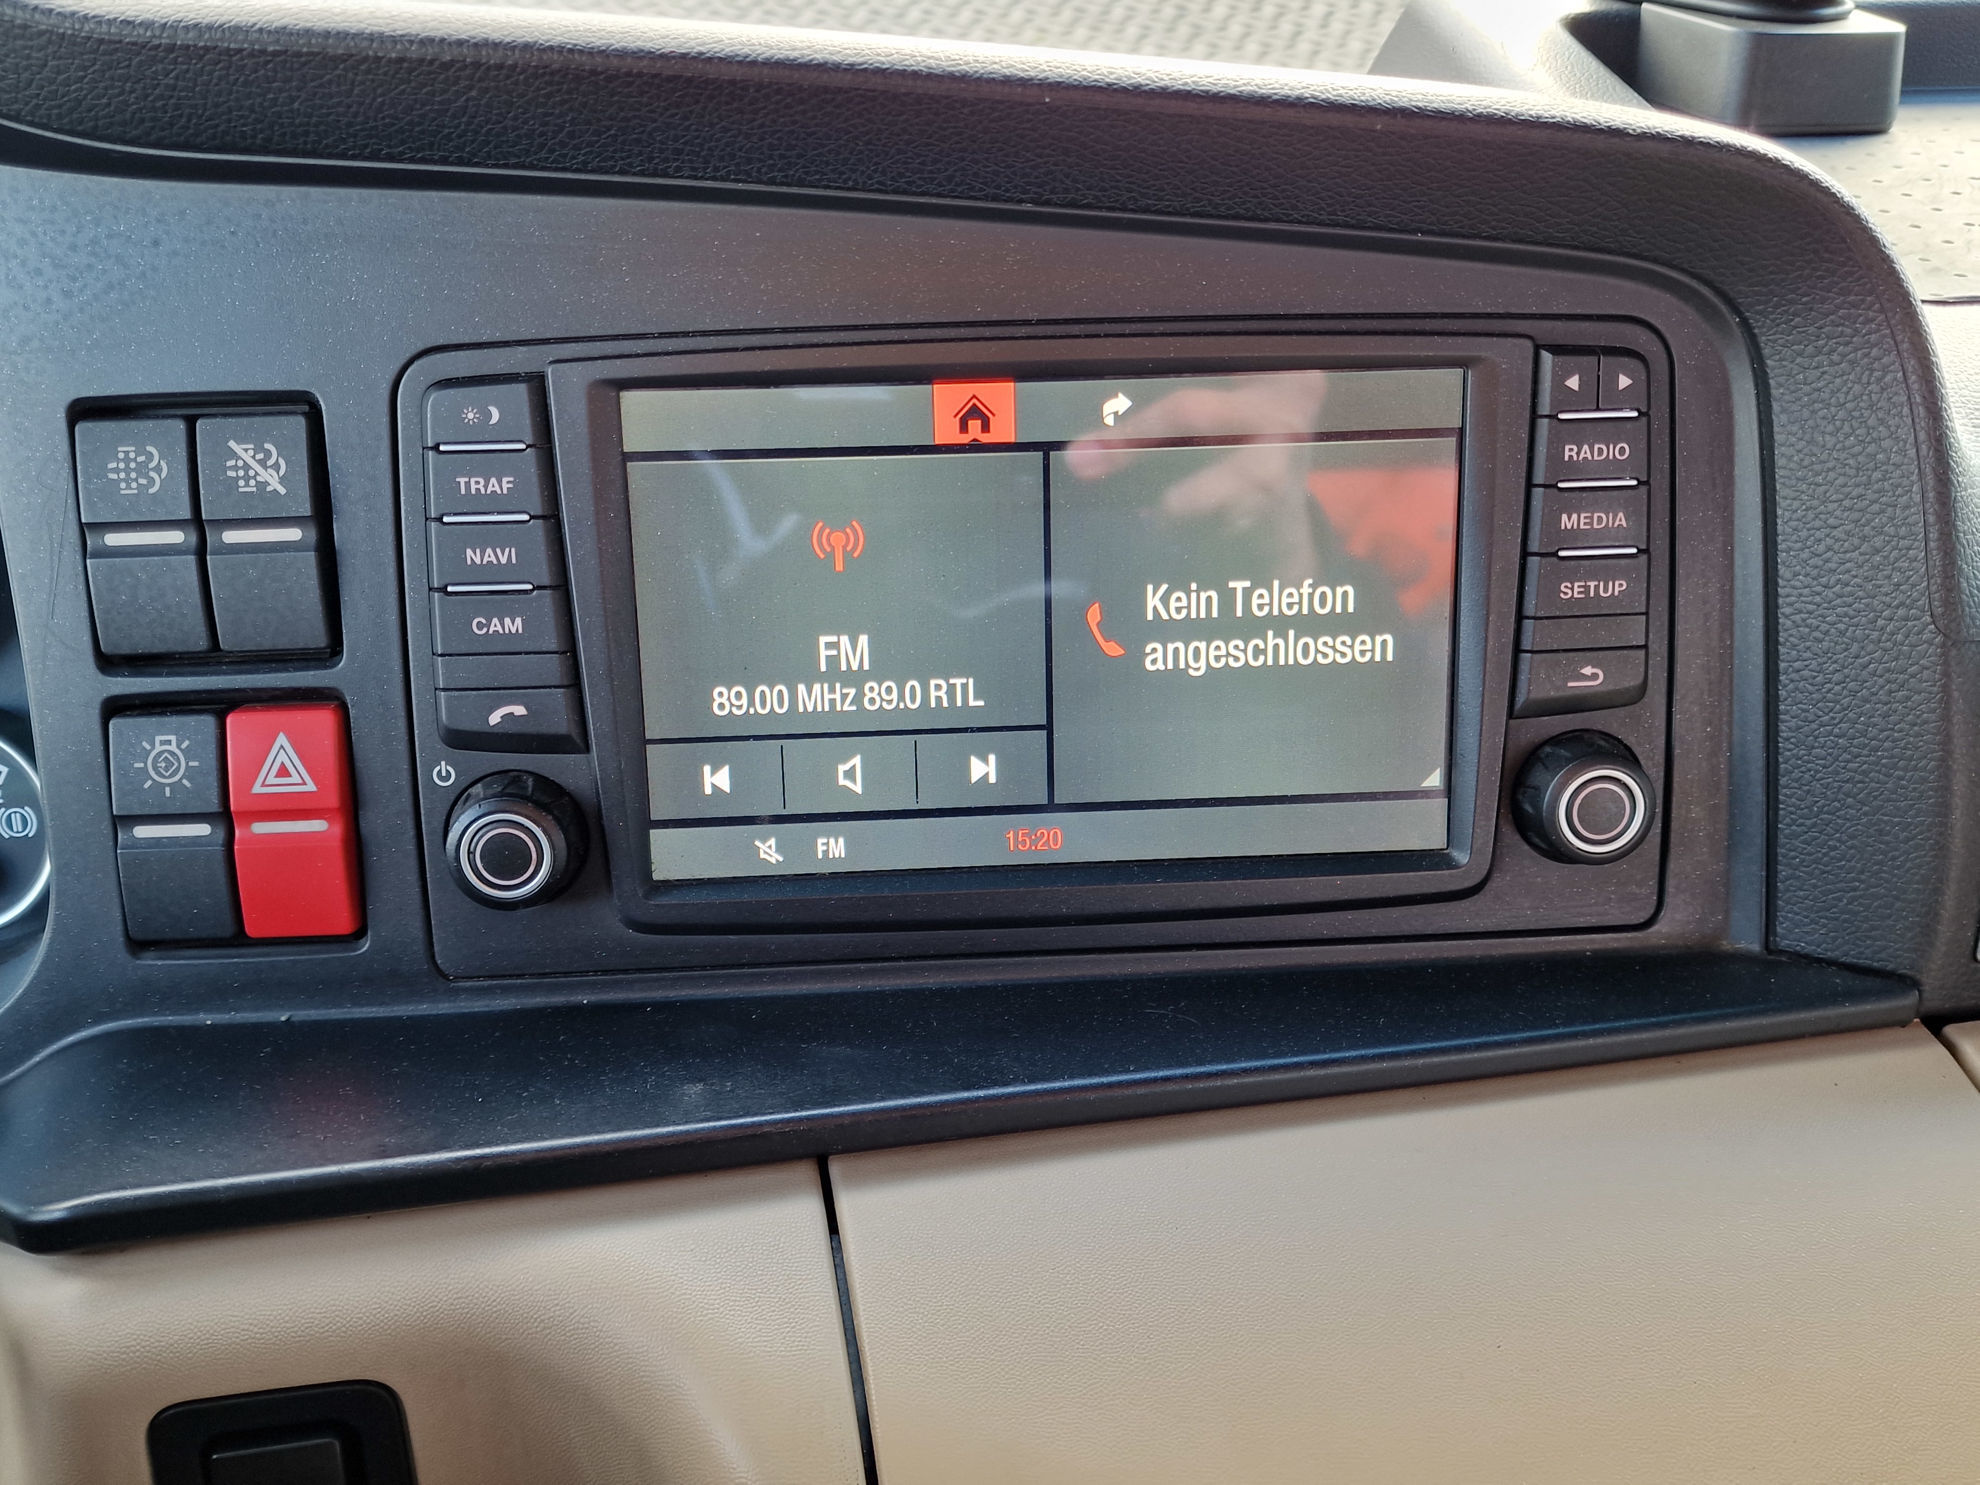 TRAF
NAVI
CAM
FM
89.00 MHz 89.0 RTL
Kein Telefon
angeschlossen
FM
15:20
RADIO
MEDIA
SETUP